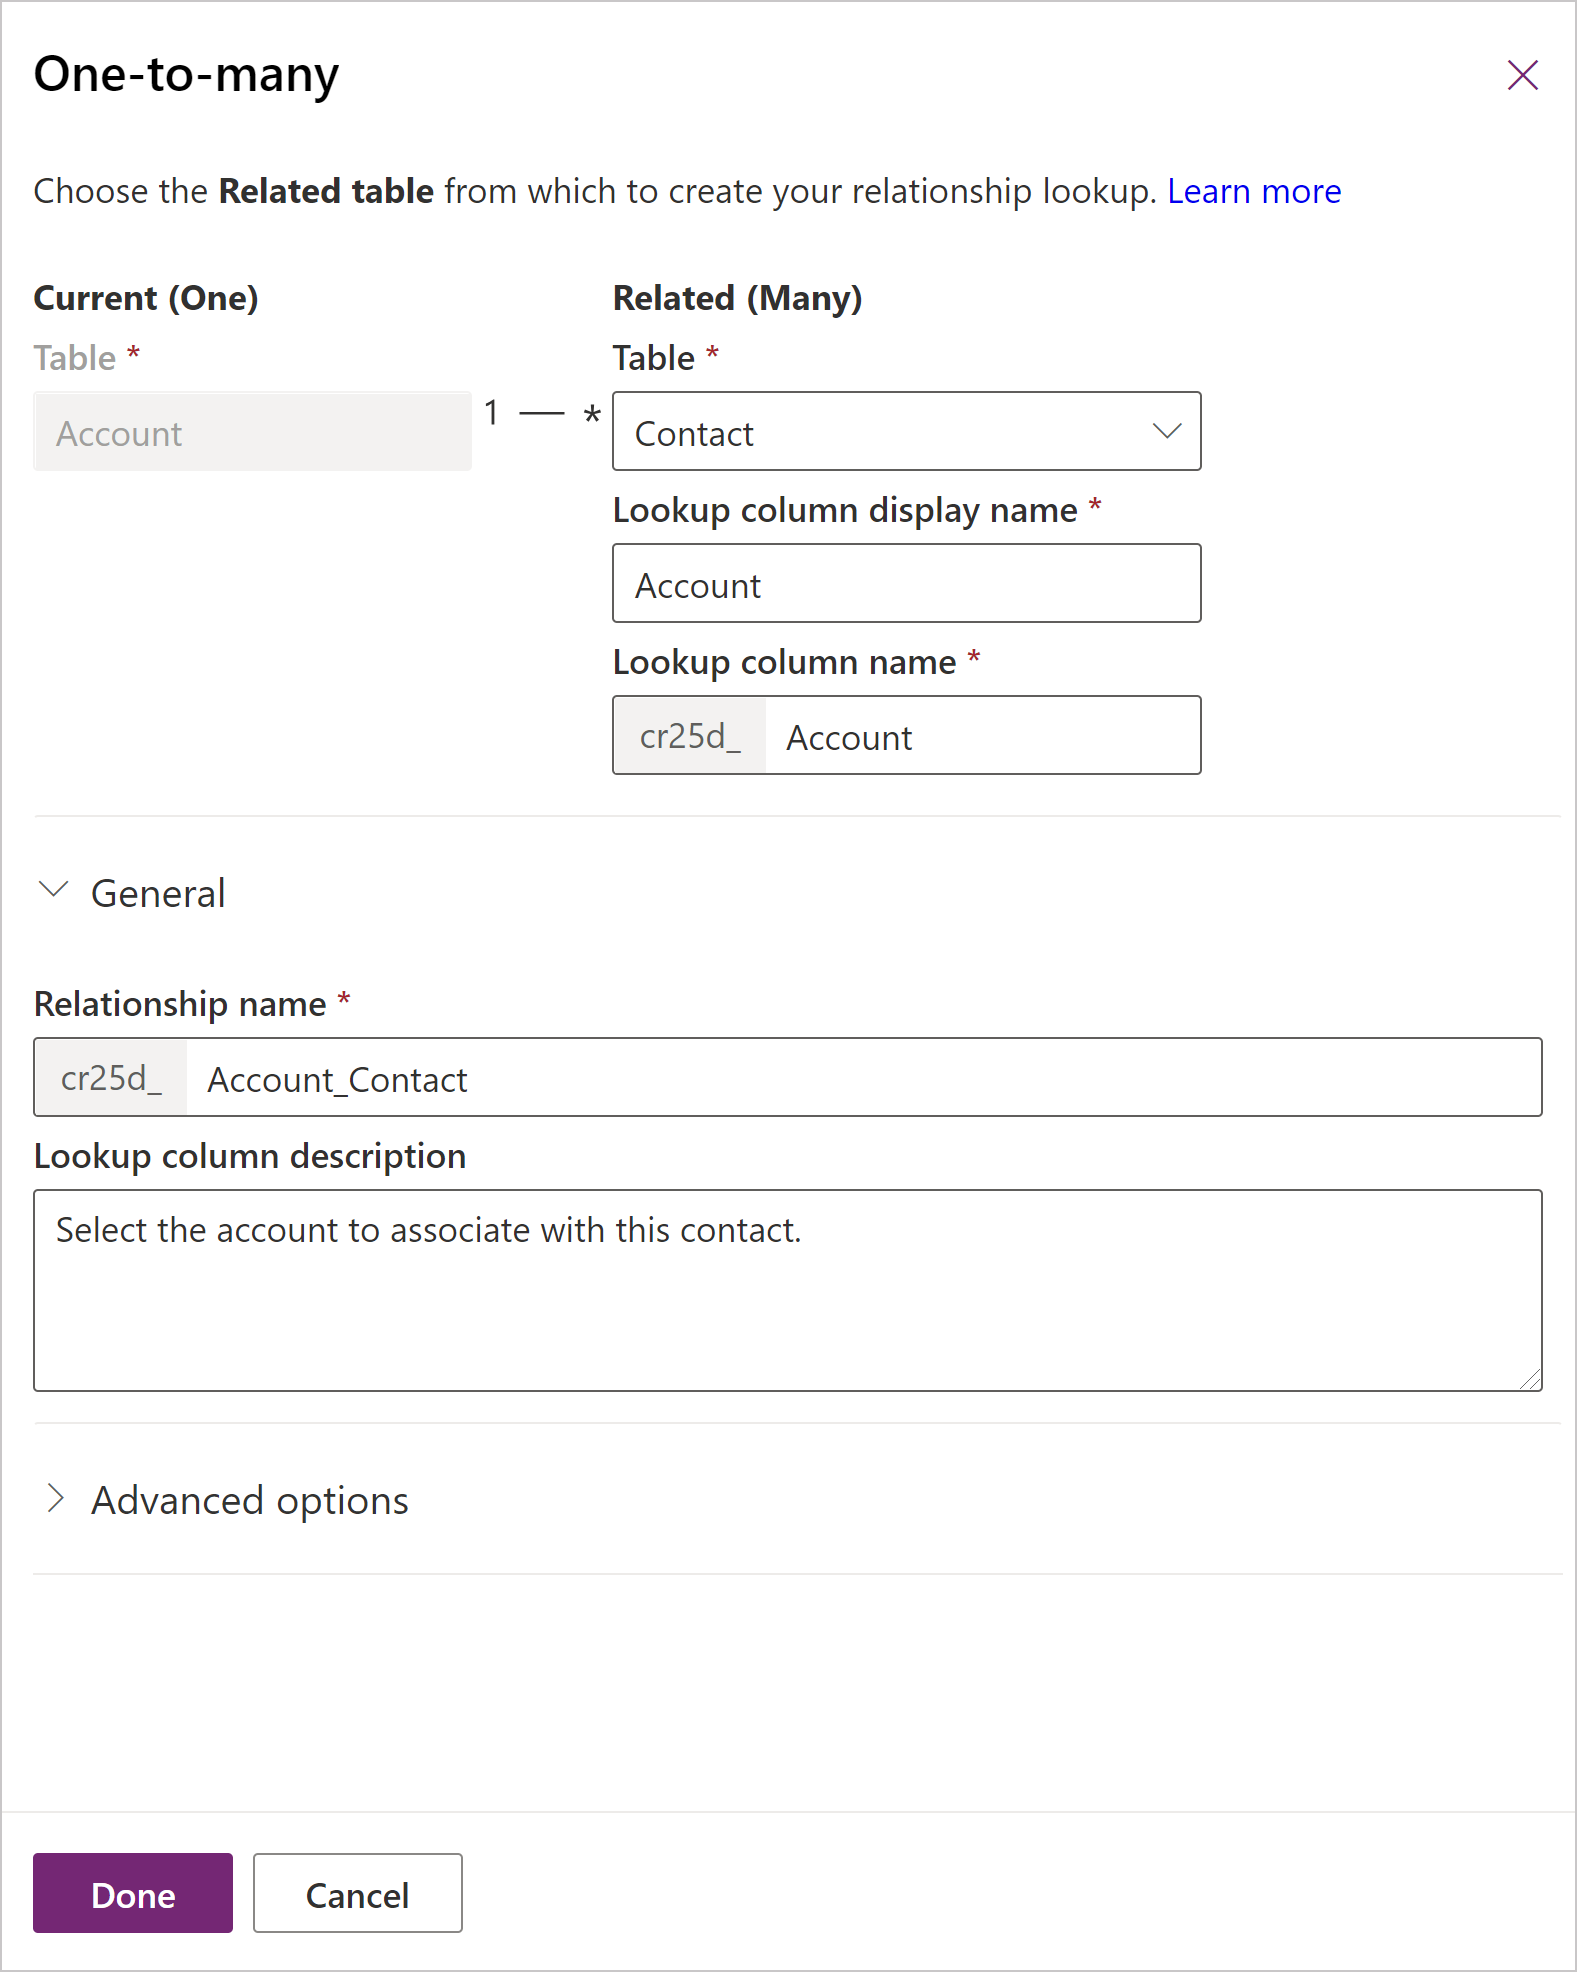 One-to-many
Choose the Related table from which to create your relationship lookup. Learn more
Current (One)
Table *
Account
1 — *
Related (Many)
Table *
Contact
Lookup column display name *
Account
Lookup column name *
cr25d_ Account
General
Relationship name *
cr25d_ Account_Contact
Lookup column description
Select the account to associate with this contact.
Advanced options
Done Cancel